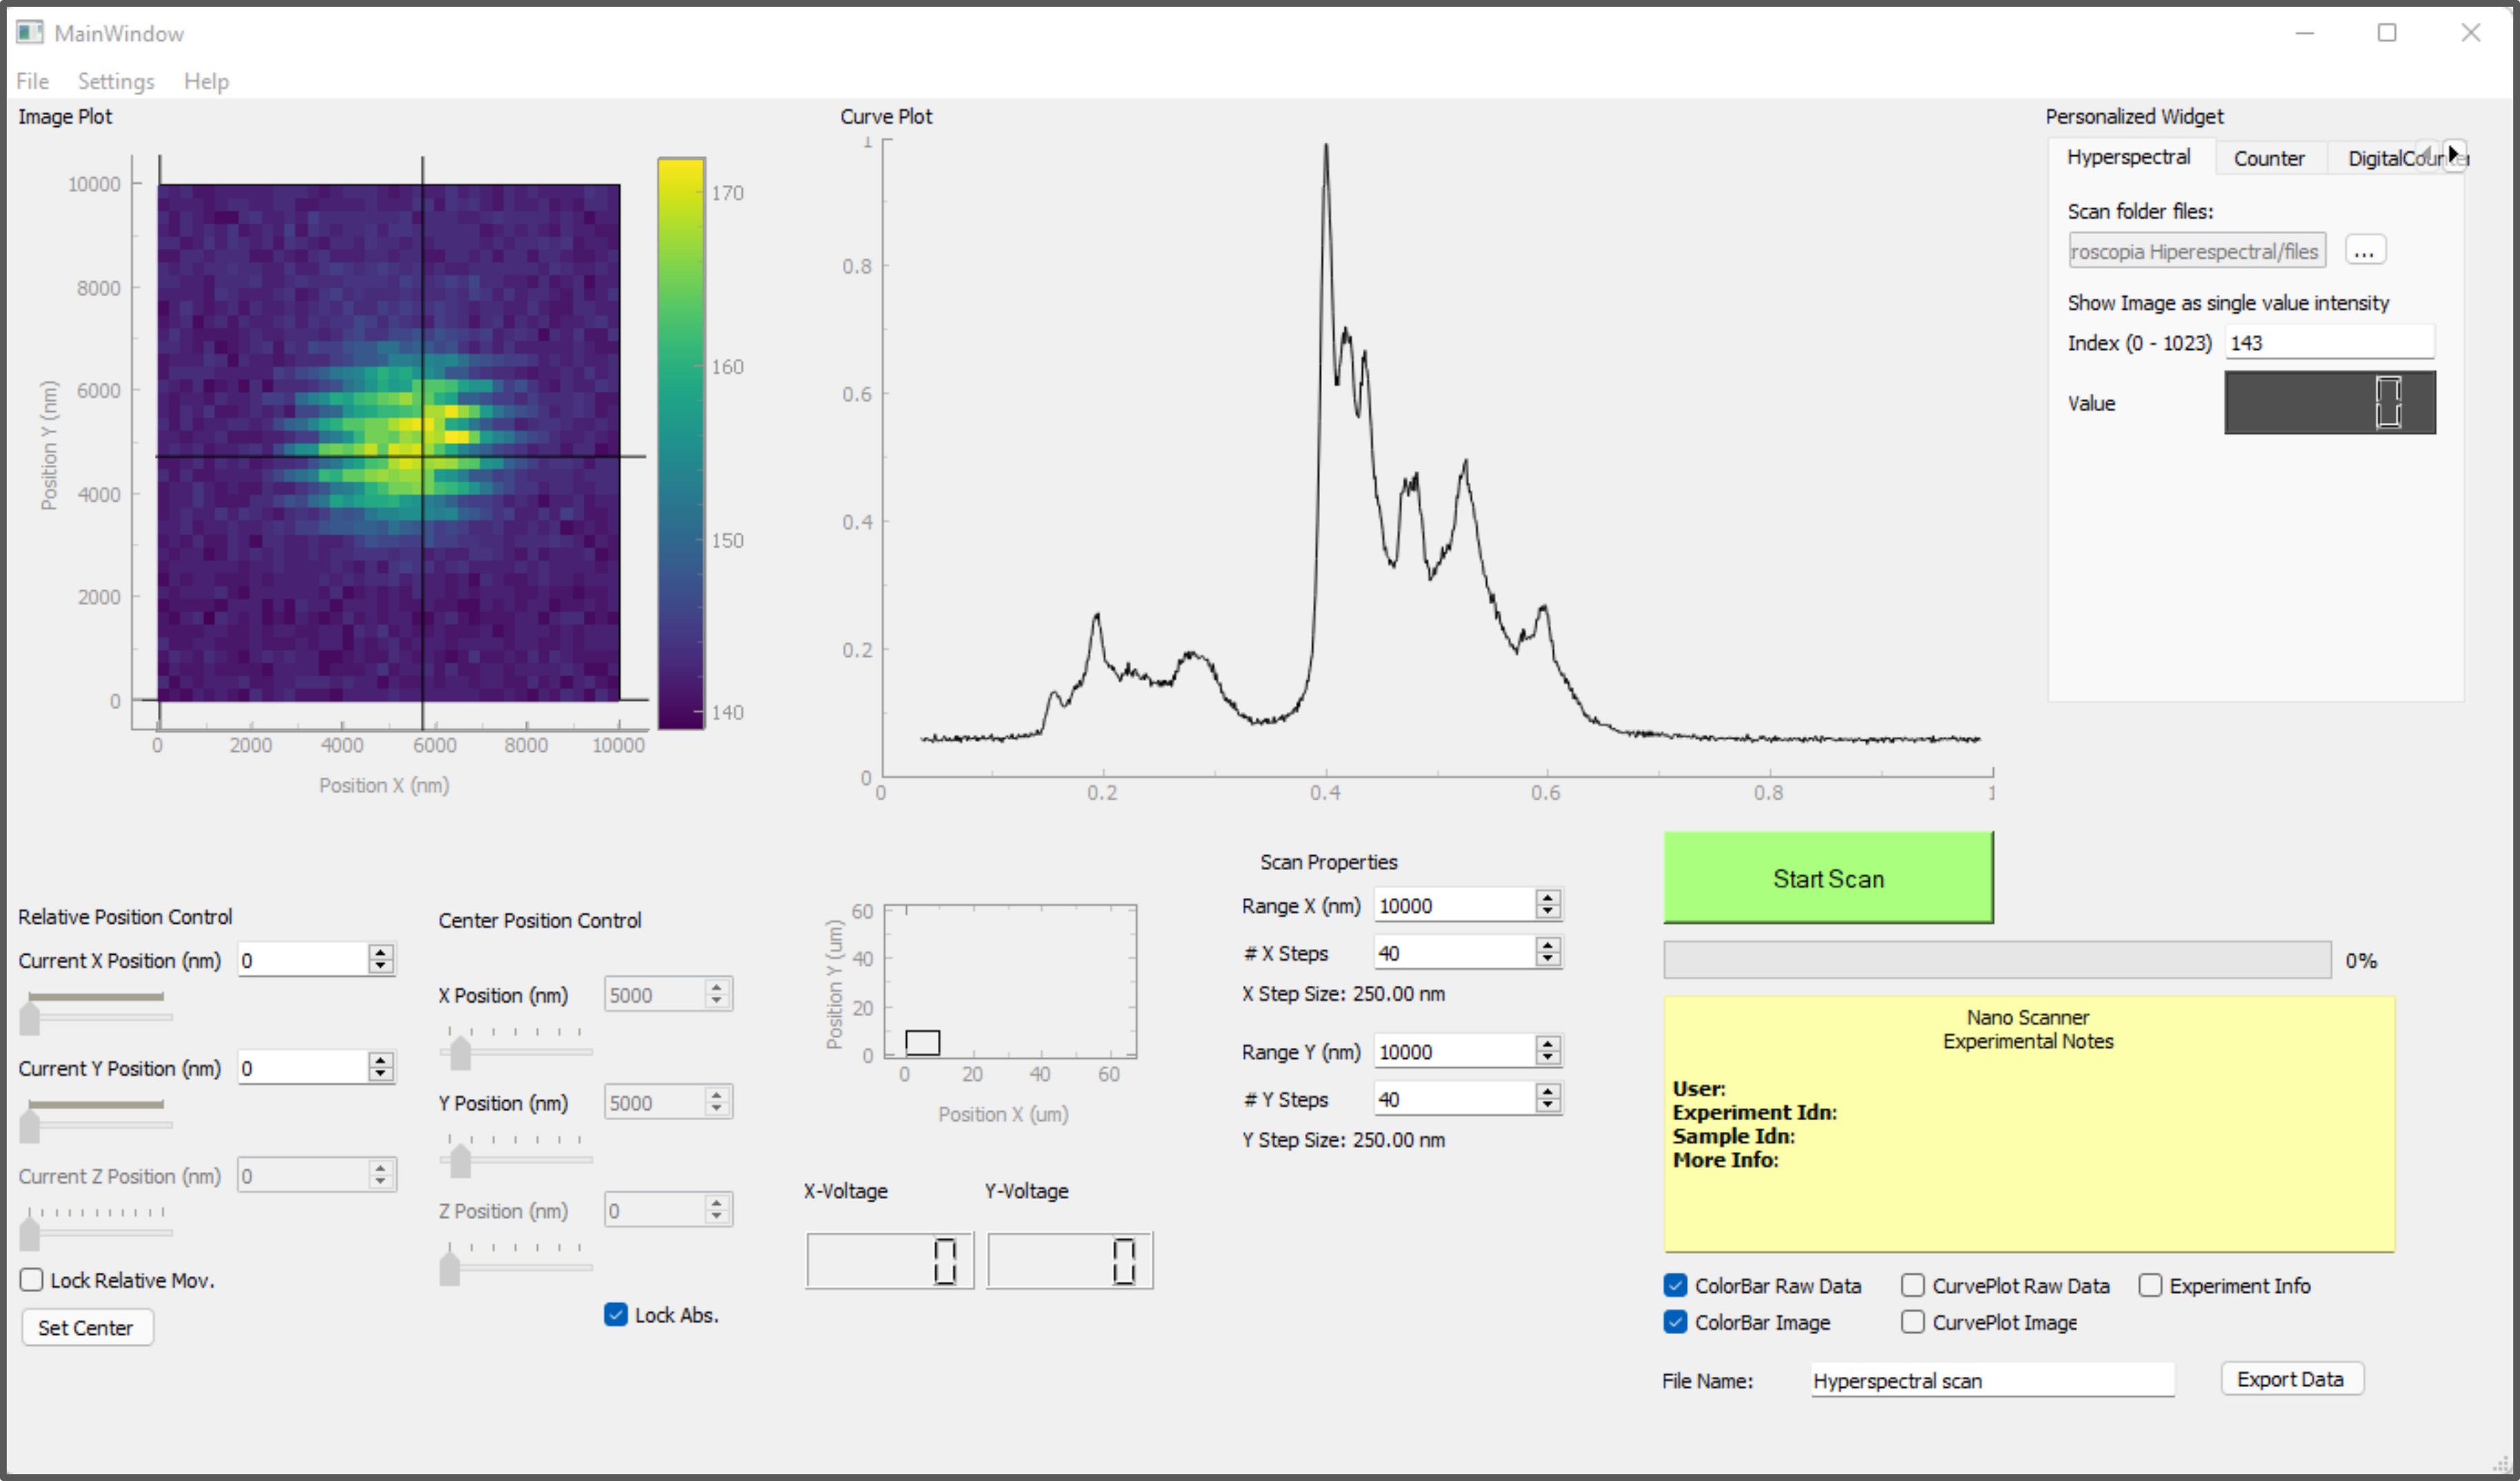 MainWindow
File Settings Help
Image Plot
10000
8000
6000
4000
2000
0
Position Y (nm)
0 2000 4000 6000 8000 10000
Position X (nm)
170
160
150
140
Curve Plot
1
0.8
0.6
0.4
0.2
0
0 0.2 0.4 0.6 0.8 1
Personalized Widget
Hyperspectral Counter
Scan folder files:
roscopia Hiperespectral/files ...
Show Image as single value intensity
Index (0 - 1023) 143
Value 0
Relative Position Control
Current X Position (nm) 0
Current Y Position (nm) 0
Current Z Position (nm) 0
Lock Relative Mov.
Set Center
Center Position Control
X Position (nm) 5000
Y Position (nm) 5000
Z Position (nm) 0
Lock Abs.
60
40
20
0
Position Y (um)
0 20 40 60
Position X (um)
X-Voltage Y-Voltage
0 0
Scan Properties
Range X (nm) 10000
# X Steps 40
X Step Size: 250.00 nm
Range Y (nm) 10000
# Y Steps 40
Y Step Size: 250.00 nm
Start Scan
0%
Nano Scanner
Experimental Notes
User:
Experiment Idn:
Sample Idn:
More Info:
ColorBar Raw Data CurvePlot Raw Data Experiment Info
ColorBar Image CurvePlot Image
File Name: Hyperspectral scan Export Data